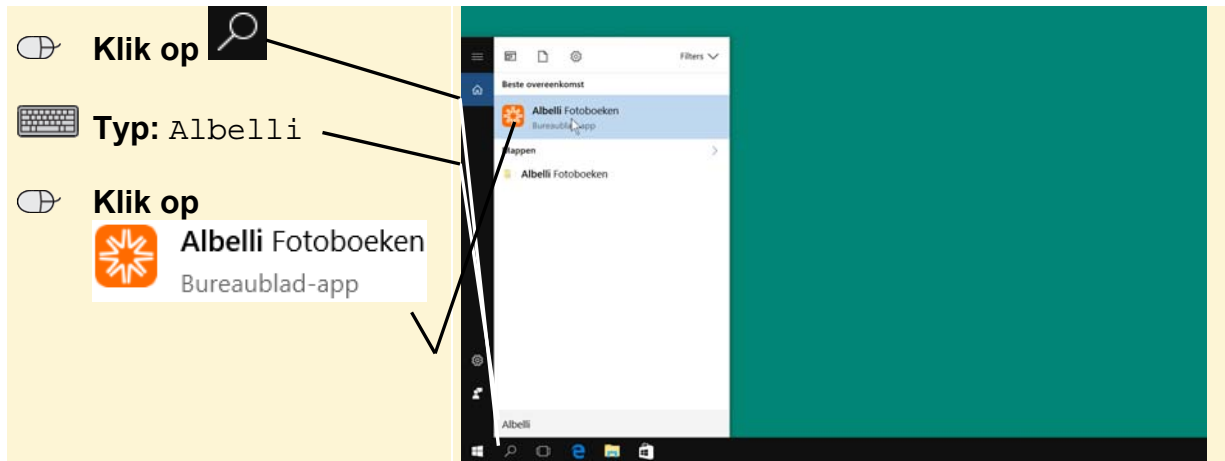 Klik op
Typ: Albelli
Klik op
Albelli Fotoboeken
Bureaublad-app
Filters
Beste overeenkomst
Albelli Fotoboeken
Bureaublad-app
Mappen
Albelli Fotoboeken
Albelli